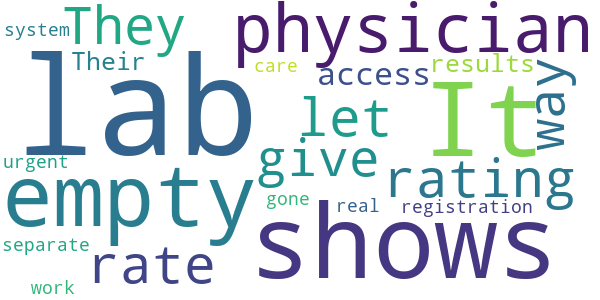 system They physician
Their care access results
lab let It way
urgent give rating
empty gone real registration
separate rate shows
work